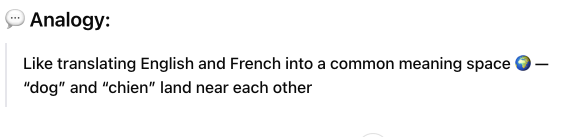 💬 Analogy:
Like translating English and French into a common meaning space 🌍 —
“dog” and “chien” land near each other